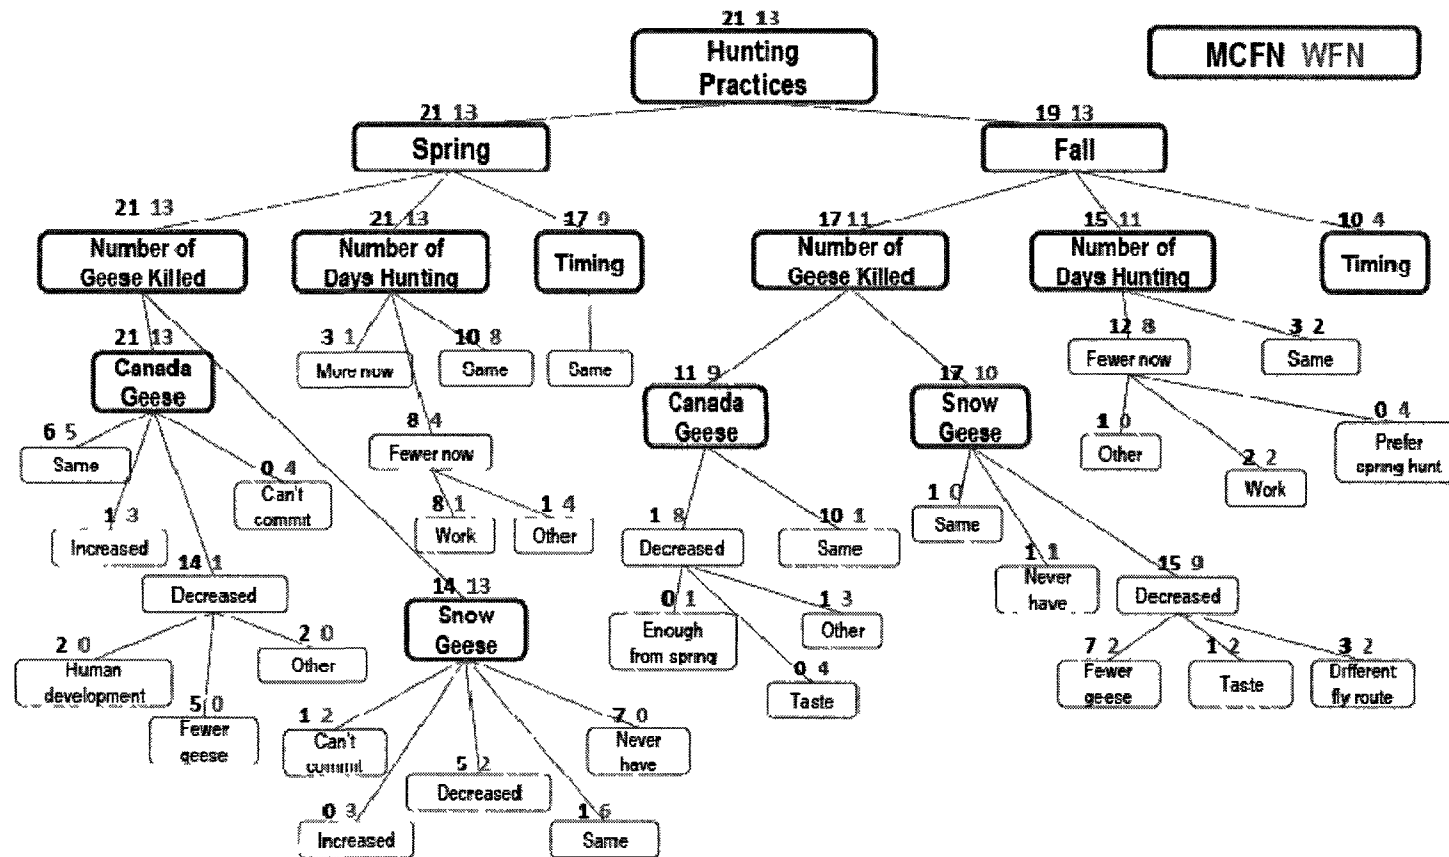 21 13
Hunting
Practices
MCFN WFN
21 13
Spring
19 13
Fall
21 13
Number of
Geese Killed
21 13
Number of
Days Hunting
17 9
Timing
17 11
Number of
Geese Killed
15 11
Number of
Days Hunting
10 4
Timing
21 13
Canada
Geese
3 1
More now
10 8
Same
Same
12 8
Fewer now
3 2
Same
11 9
Canada
Geese
17 10
Snow
Geese
6 5
Same
0 4
Can't
commit
8 4
Fewer now
1 0
Other
0 4
Prefer
spring hunt
2 2
Work
1 3
Increased
8 1
Work
1 4
Other
1 8
Decreased
10 1
Same
1 0
Same
14 1
Decreased
1 1
Never
have
15 9
Decreased
14 13
Snow
Geese
0 1
Enough
from spring
1 3
Other
2 0
Human
development
2 0
Other
0 4
Taste
7 2
Fewer
geese
1 2
Taste
3 2
Different
fly route
5 0
Fewer
geese
1 2
Can't
commit
7 0
Never
have
5 2
Decreased
0 3
Increased
1 6
Same